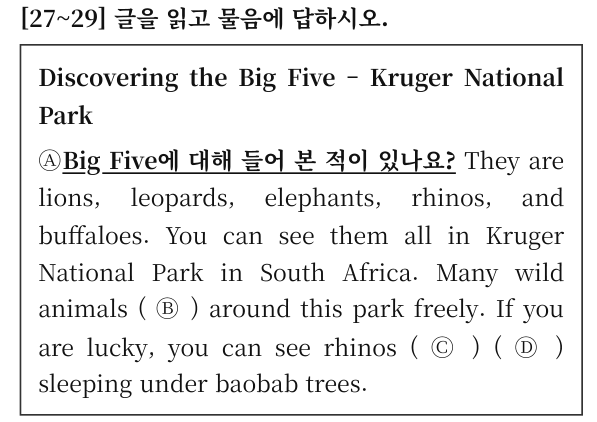 [27~29] 글을 읽고 물음에 답하시오.
Discovering the Big Five – Kruger National
Park
ⒶBig Five에 대해 들어 본 적이 있나요? They are
lions, leopards, elephants, rhinos, and
buffaloes. You can see them all in Kruger
National Park in South Africa. Many wild
animals ( Ⓑ ) around this park freely. If you
are lucky, you can see rhinos ( Ⓒ ) ( Ⓓ )
sleeping under baobab trees.